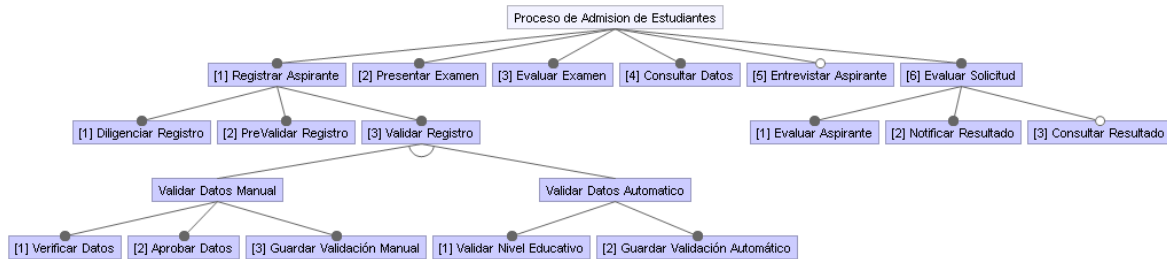 Proceso de Admision de Estudiantes
[1] Registrar Aspirante
[2] Presentar Examen
[3] Evaluar Examen
[4] Consultar Datos
[5] Entrevistar Aspirante
[6] Evaluar Solicitud
[1] Diligenciar Registro
[2] PreValidar Registro
[3] Validar Registro
[1] Evaluar Aspirante
[2] Notificar Resultado
[3] Consultar Resultado
Validar Datos Manual
Validar Datos Automatico
[1] Verificar Datos
[2] Aprobar Datos
[3] Guardar Validación Manual
[1] Validar Nivel Educativo
[2] Guardar Validación Automático